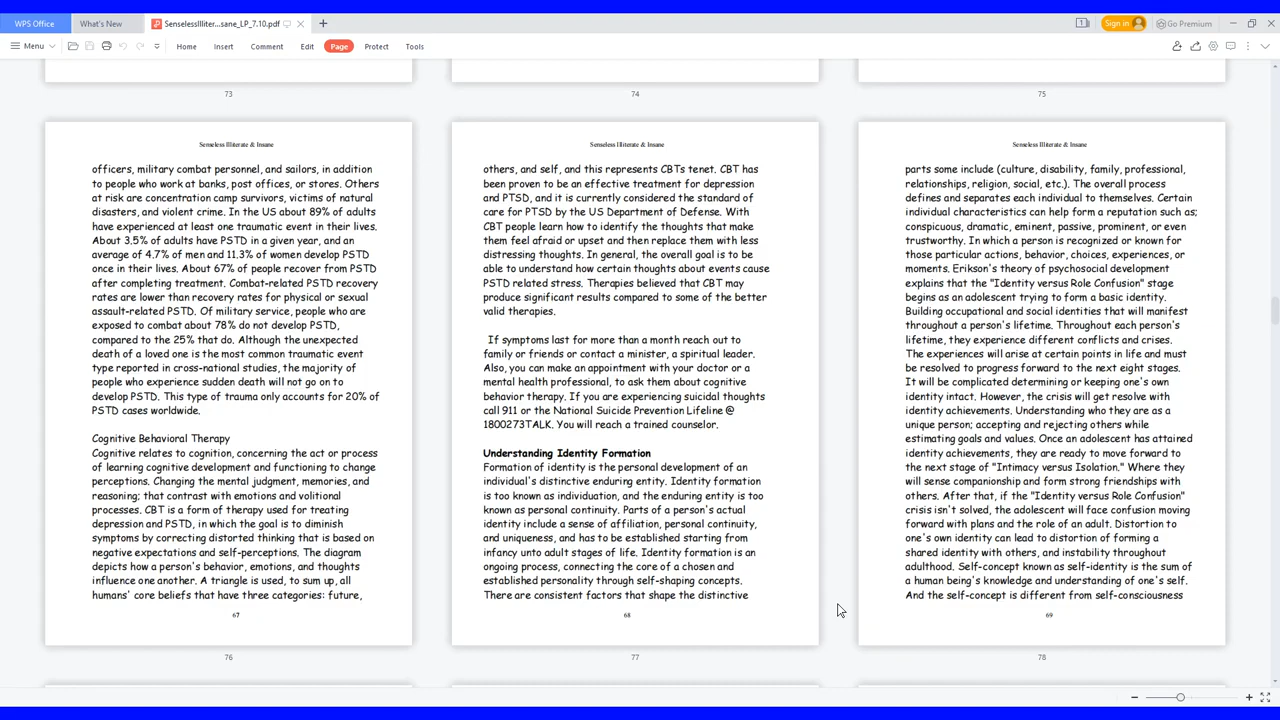 WPS Office
What's New
SenselessIlliter...sane_LP_7.10.pdf
Sign in
Go Premium
Menu
Home
Insert
Comment
Edit
Page
Protect
Tools
73
74
75
Senseless Illiterate & Insane
officers, military combat personnel, and sailors, in addition
to people who work at banks, post offices, or stores. Others
at risk are concentration camp survivors, victims of natural
disasters, and violent crime. In the US about 89% of adults
have experienced at least one traumatic event in their lives.
About 3.5% of adults have PSTD in a given year, and an
average of 4.7% of men and 11.3% of women develop PSTD
once in their lives. About 67% of people recover from PSTD
after completing treatment. Combat-related PSTD recovery
rates are lower than recovery rates for physical or sexual
assault-related PSTD. Of military service, people who are
exposed to combat about 78% do not develop PSTD,
compared to the 25% that do. Although the unexpected
death of a loved one is the most common traumatic event
type reported in cross-national studies, the majority of
people who experience sudden death will not go on to
develop PSTD. This type of trauma only accounts for 20% of
PSTD cases worldwide.
Cognitive Behavioral Therapy
Cognitive relates to cognition, concerning the act or process
of learning cognitive development and functioning to change
perceptions. Changing the mental judgment, memories, and
reasoning; that contrast with emotions and volitional
processes. CBT is a form of therapy used for treating
depression and PSTD, in which the goal is to diminish
symptoms by correcting distorted thinking that is based on
negative expectations and self-perceptions. The diagram
depicts how a person's behavior, emotions, and thoughts
influence one another. A triangle is used, to sum up, all
humans' core beliefs that have three categories: future,
67
76
Senseless Illiterate & Insane
others, and self, and this represents CBTs tenet. CBT has
been proven to be an effective treatment for depression
and PTSD, and it is currently considered the standard of
care for PTSD by the US Department of Defense. With
CBT people learn how to identify the thoughts that make
them feel afraid or upset and then replace them with less
distressing thoughts. In general, the overall goal is to be
able to understand how certain thoughts about events cause
PSTD related stress. Therapies believed that CBT may
produce significant results compared to some of the better
valid therapies.
If symptoms last for more than a month reach out to
family or friends or contact a minister, a spiritual leader.
Also, you can make an appointment with your doctor or a
mental health professional, to ask them about cognitive
behavior therapy. If you are experiencing suicidal thoughts
call 911 or the National Suicide Prevention Lifeline @
1800273TALK. You will reach a trained counselor.
Understanding Identity Formation
Formation of identity is the personal development of an
individual's distinctive enduring entity. Identity formation
is too known as individuation, and the enduring entity is too
known as personal continuity. Parts of a person's actual
identity include a sense of affiliation, personal continuity,
and uniqueness, and has to be established starting from
infancy unto adult stages of life. Identity formation is an
ongoing process, connecting the core of a chosen and
established personality through self-shaping concepts.
There are consistent factors that shape the distinctive
68
77
Senseless Illiterate & Insane
parts some include (culture, disability, family, professional,
relationships, religion, social, etc.). The overall process
defines and separates each individual to themselves. Certain
individual characteristics can help form a reputation such as;
conspicuous, dramatic, eminent, passive, prominent, or even
trustworthy. In which a person is recognized or known for
those particular actions, behavior, choices, experiences, or
moments. Erikson's theory of psychosocial development
explains that the "Identity versus Role Confusion" stage
begins as an adolescent trying to form a basic identity.
Building occupational and social identities that will manifest
throughout a person's lifetime. Throughout each person's
lifetime, they experience different conflicts and crises.
The experiences will arise at certain points in life and must
be resolved to progress forward to the next eight stages.
It will be complicated determining or keeping one's own
identity intact. However, the crisis will get resolve with
identity achievements. Understanding who they are as a
unique person; accepting and rejecting others while
estimating goals and values. Once an adolescent has attained
identity achievements, they are ready to move forward to
the next stage of "Intimacy versus Isolation." Where they
will sense companionship and form strong friendships with
others. After that, if the "Identity versus Role Confusion"
crisis isn't solved, the adolescent will face confusion moving
forward with plans and the role of an adult. Distortion to
one's own identity can lead to distortion of forming a
shared identity with others, and instability throughout
adulthood. Self-concept known as self-identity is the sum of
a human being's knowledge and understanding of one's self.
And the self-concept is different from self-consciousness
69
78